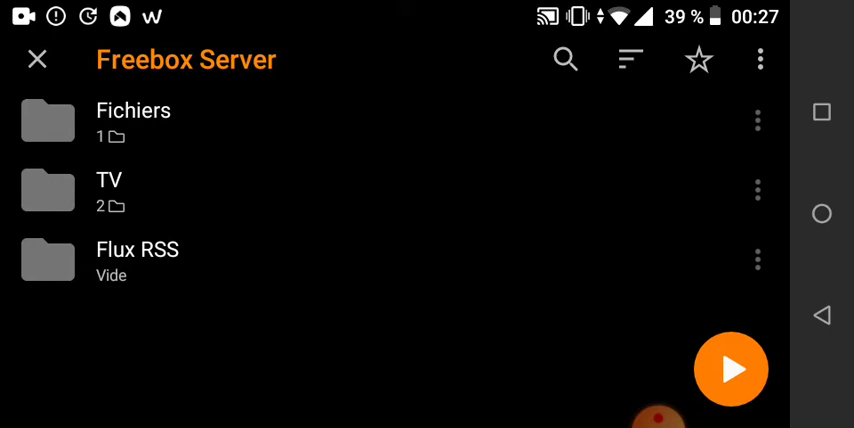 39 % 00:27
Freebox Server
Fichiers
1
TV
2
Flux RSS
Vide